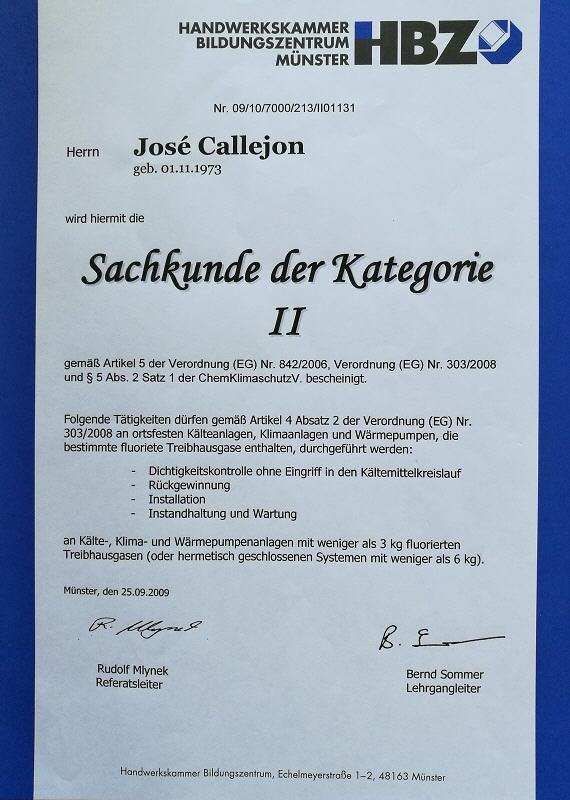 HANDWERKSKAMMER
BILDUNGSZENTRUM
MÜNSTER
HBZ
Nr. 09/10/7000/213/II01131
Herrn José Callejon
geb. 01.11.1973
wird hiermit die
Sachkunde der Kategorie
II
gemäß Artikel 5 der Verordnung (EG) Nr. 842/2006, Verordnung (EG) Nr. 303/2008
und § 5 Abs. 2 Satz 1 der ChemKlimaschutzV. bescheinigt.
Folgende Tätigkeiten dürfen gemäß Artikel 4 Absatz 2 der Verordnung (EG) Nr.
303/2008 an ortsfesten Kälteanlagen, Klimaanlagen und Wärmepumpen, die
bestimmte fluoriete Treibhausgase enthalten, durchgeführt werden:
- Dichtigkeitskontrolle ohne Eingriff in den Kältemittelkreislauf
- Rückgewinnung
- Installation
- Instandhaltung und Wartung
an Kälte-, Klima- und Wärmepumpenanlagen mit weniger als 3 kg fluorierten
Treibhausgasen (oder hermetisch geschlossenen Systemen mit weniger als 6 kg).
Münster, den 25.09.2009
R. Mlynek
Rudolf Mlynek
Referatsleiter
Bernd Sommer
Lehrgangleiter
Handwerkskammer Bildungszentrum, Echelmeyerstraße 1–2, 48163 Münster